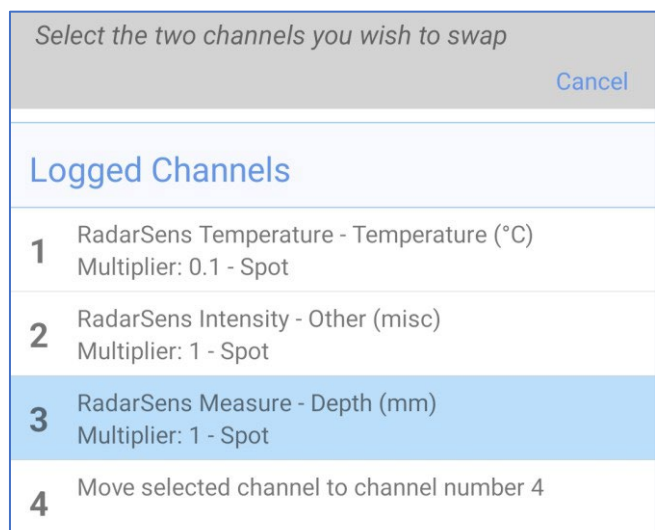 Select the two channels you wish to swap
Cancel
Logged Channels
1
RadarSens Temperature - Temperature (°C)
Multiplier: 0.1 - Spot
2
RadarSens Intensity - Other (misc)
Multiplier: 1 - Spot
3
RadarSens Measure - Depth (mm)
Multiplier: 1 - Spot
4
Move selected channel to channel number 4